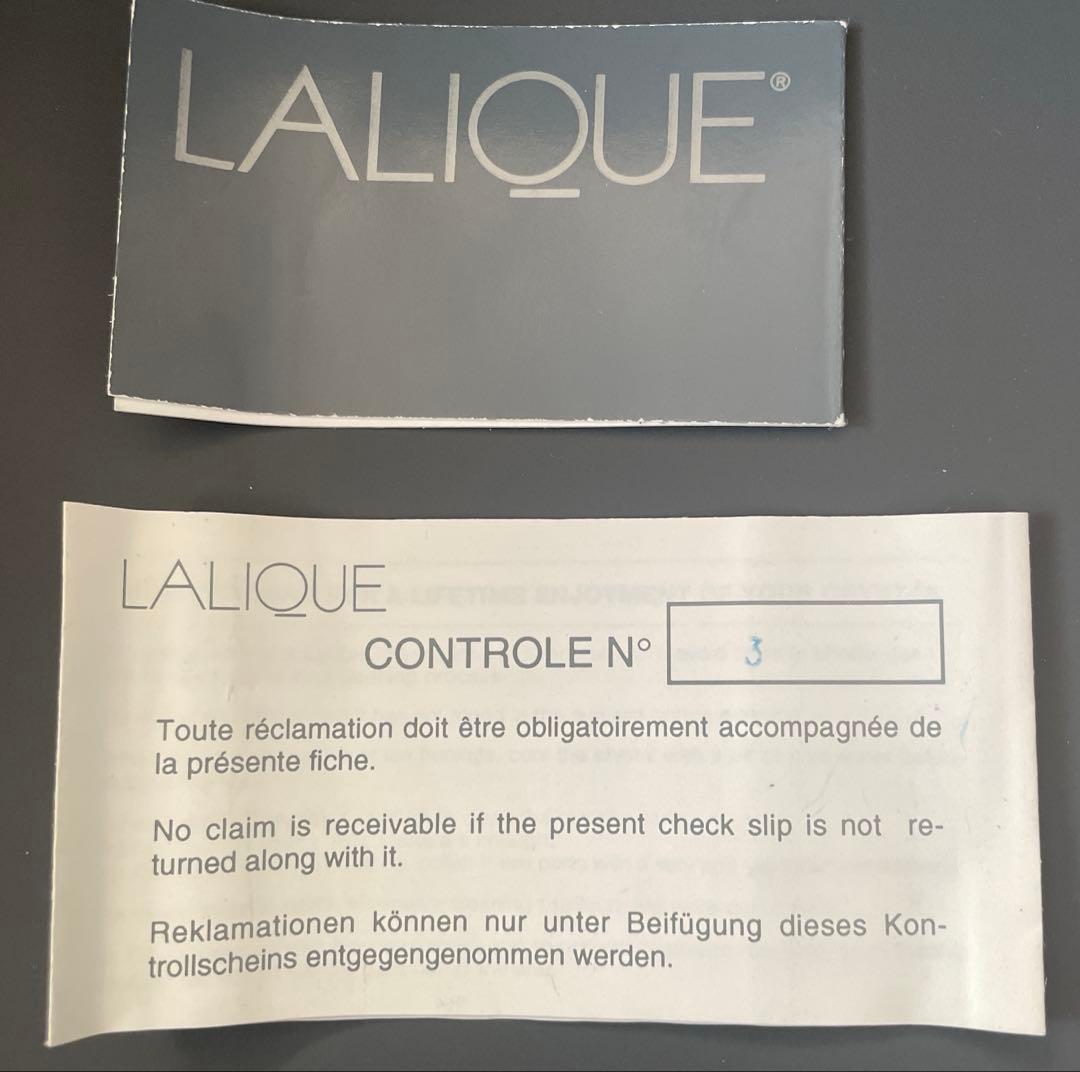 LALIQUE®
LALIQUE
CONTROLE N° 3
Toute réclamation doit être obligatoirement accompagnée de
la présente fiche.
No claim is receivable if the present check slip is not re-
turned along with it.
Reklamationen können nur unter Beifügung dieses Kon-
trollscheins entgegengenommen werden.